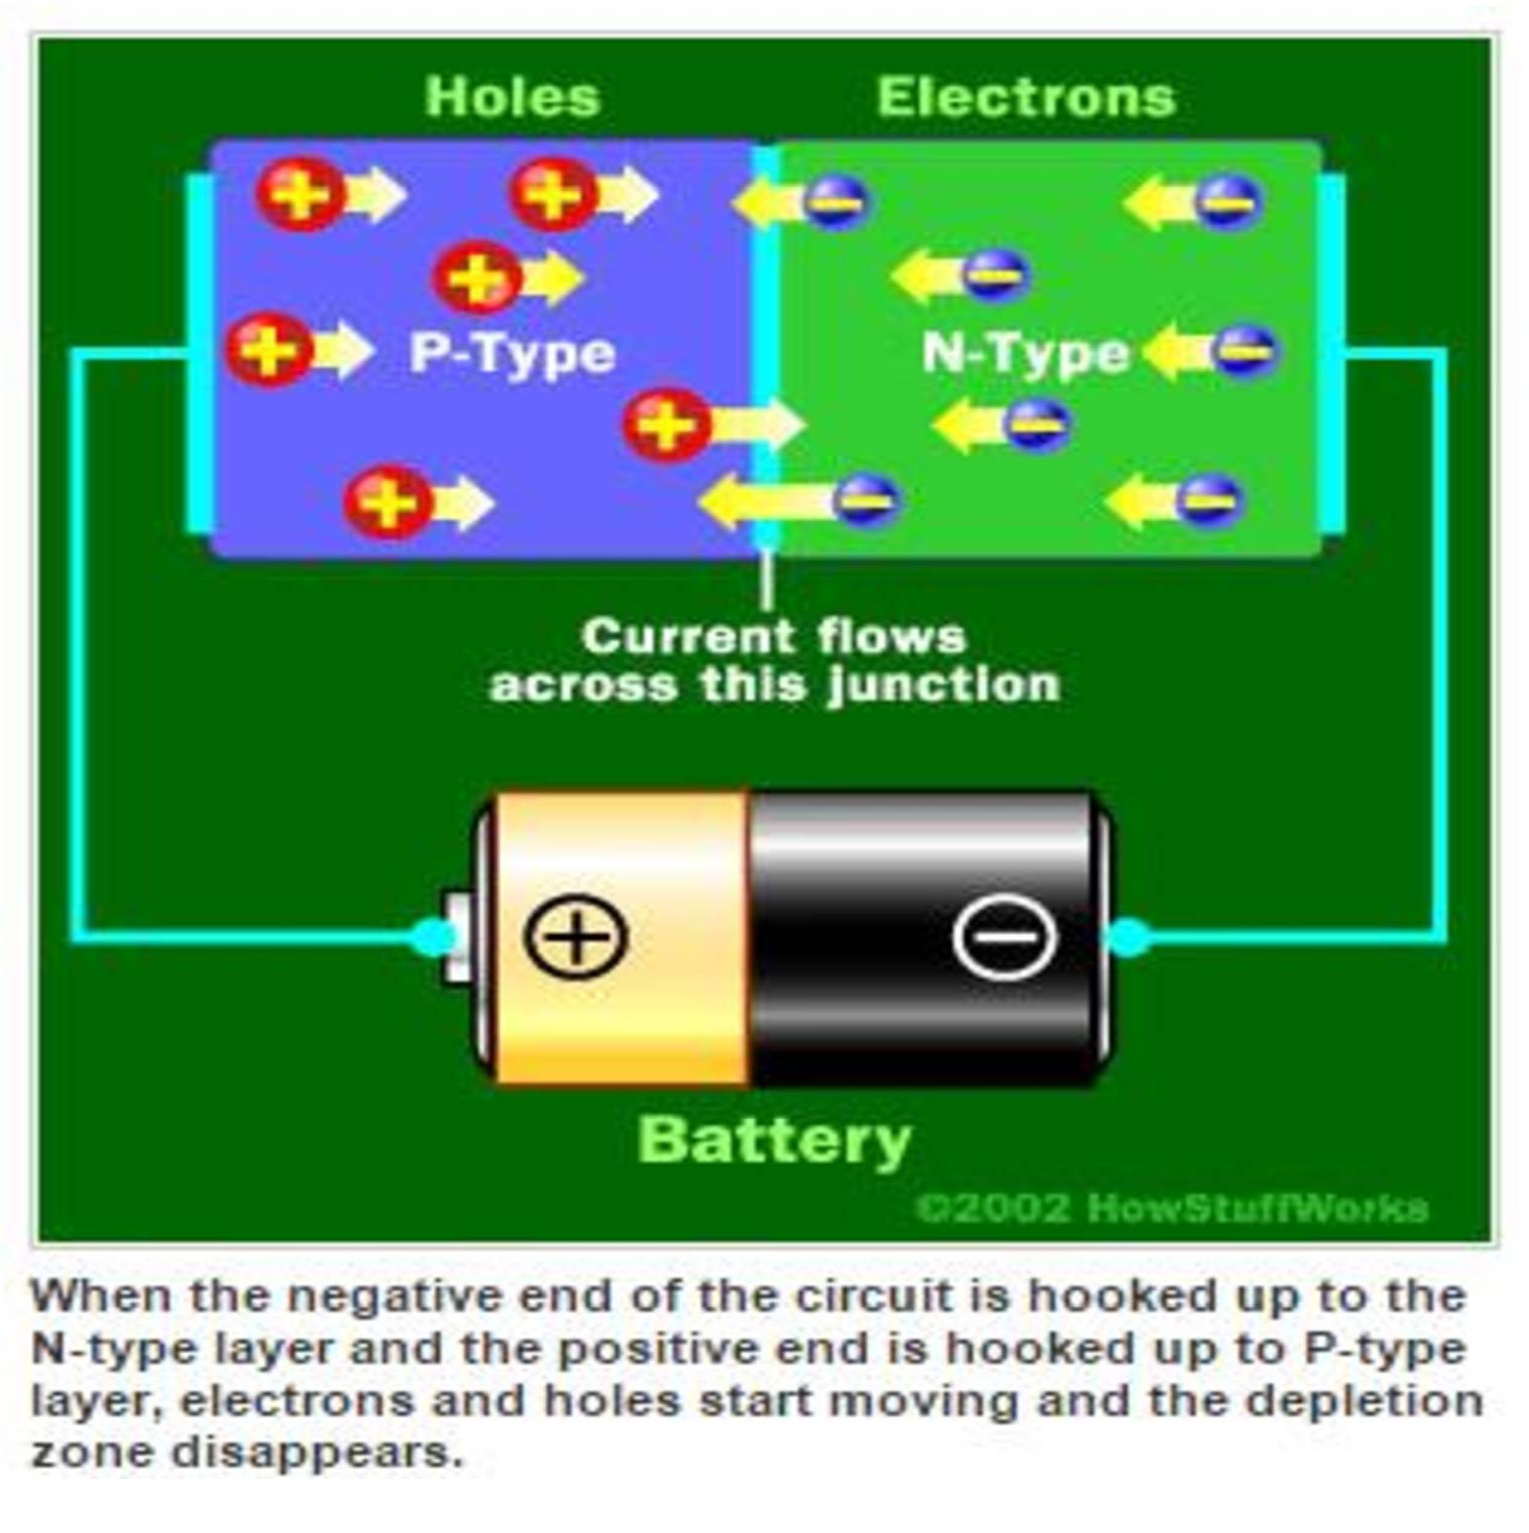 Holes Electrons
P-Type N-Type
Current flows
across this junction
Battery
©2002 HowStuffWorks
When the negative end of the circuit is hooked up to the
N-type layer and the positive end is hooked up to P-type
layer, electrons and holes start moving and the depletion
zone disappears.